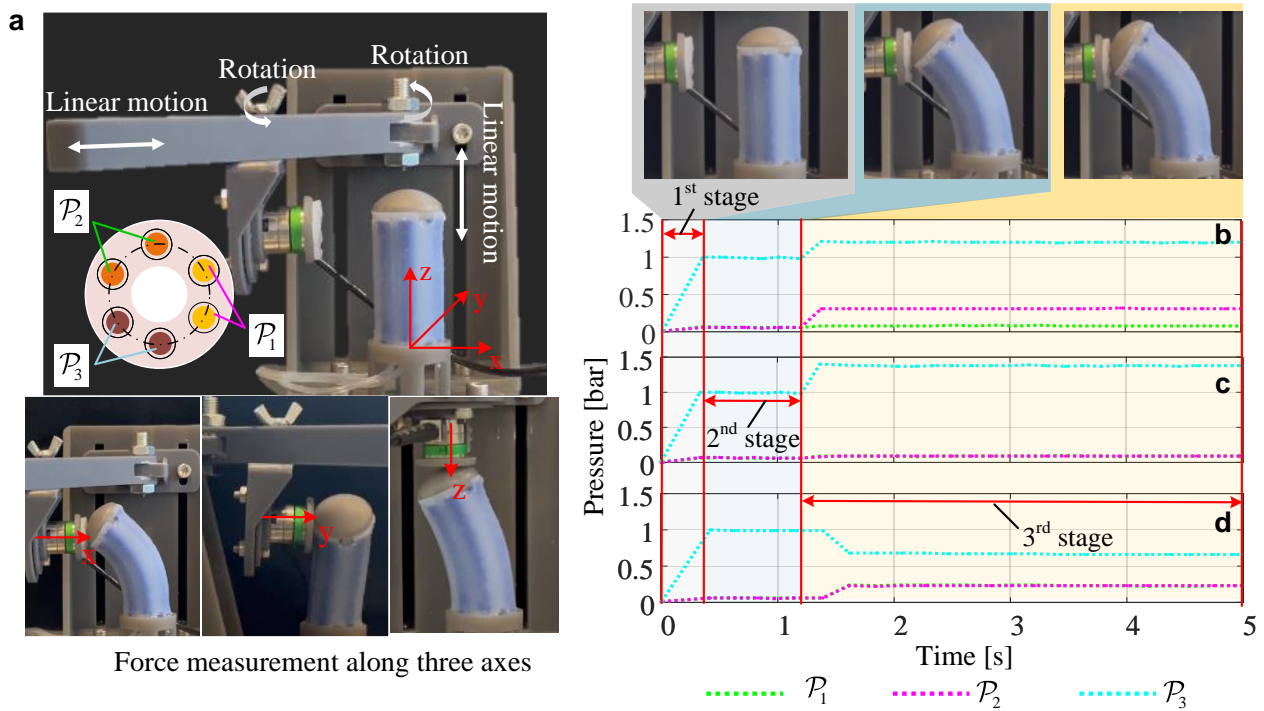 a
Rotation
Rotation
Linear motion
Linear motion
P2
P1
P3
z
y
x
x
y
z
Force measurement along three axes
1st stage
b
1.5
1
0.5
0
c
1.5
1
0.5
0
2nd stage
d
1.5
1
0.5
0
3rd stage
Pressure [bar]
0 1 2 3 4 5
Time [s]
P1 P2 P3